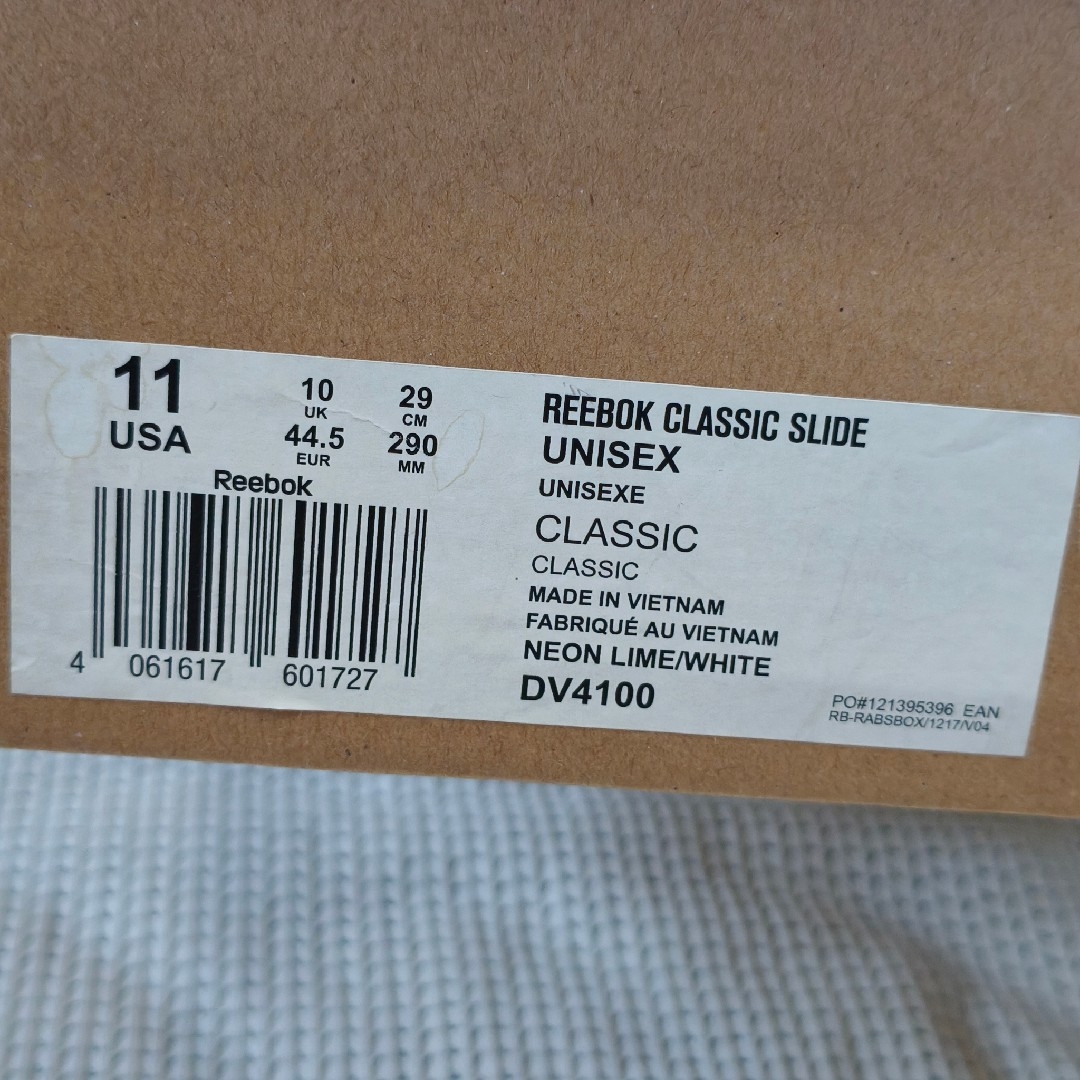 11
USA
10
UK
44.5
EUR
29
CM
290
MM
Reebok
4 061617 601727
REEBOK CLASSIC SLIDE
UNISEX
UNISEXE
CLASSIC
CLASSIC
MADE IN VIETNAM
FABRIQUÉ AU VIETNAM
NEON LIME/WHITE
DV4100
PO#121395396 EAN
RB-RABSBOX/1217/V04